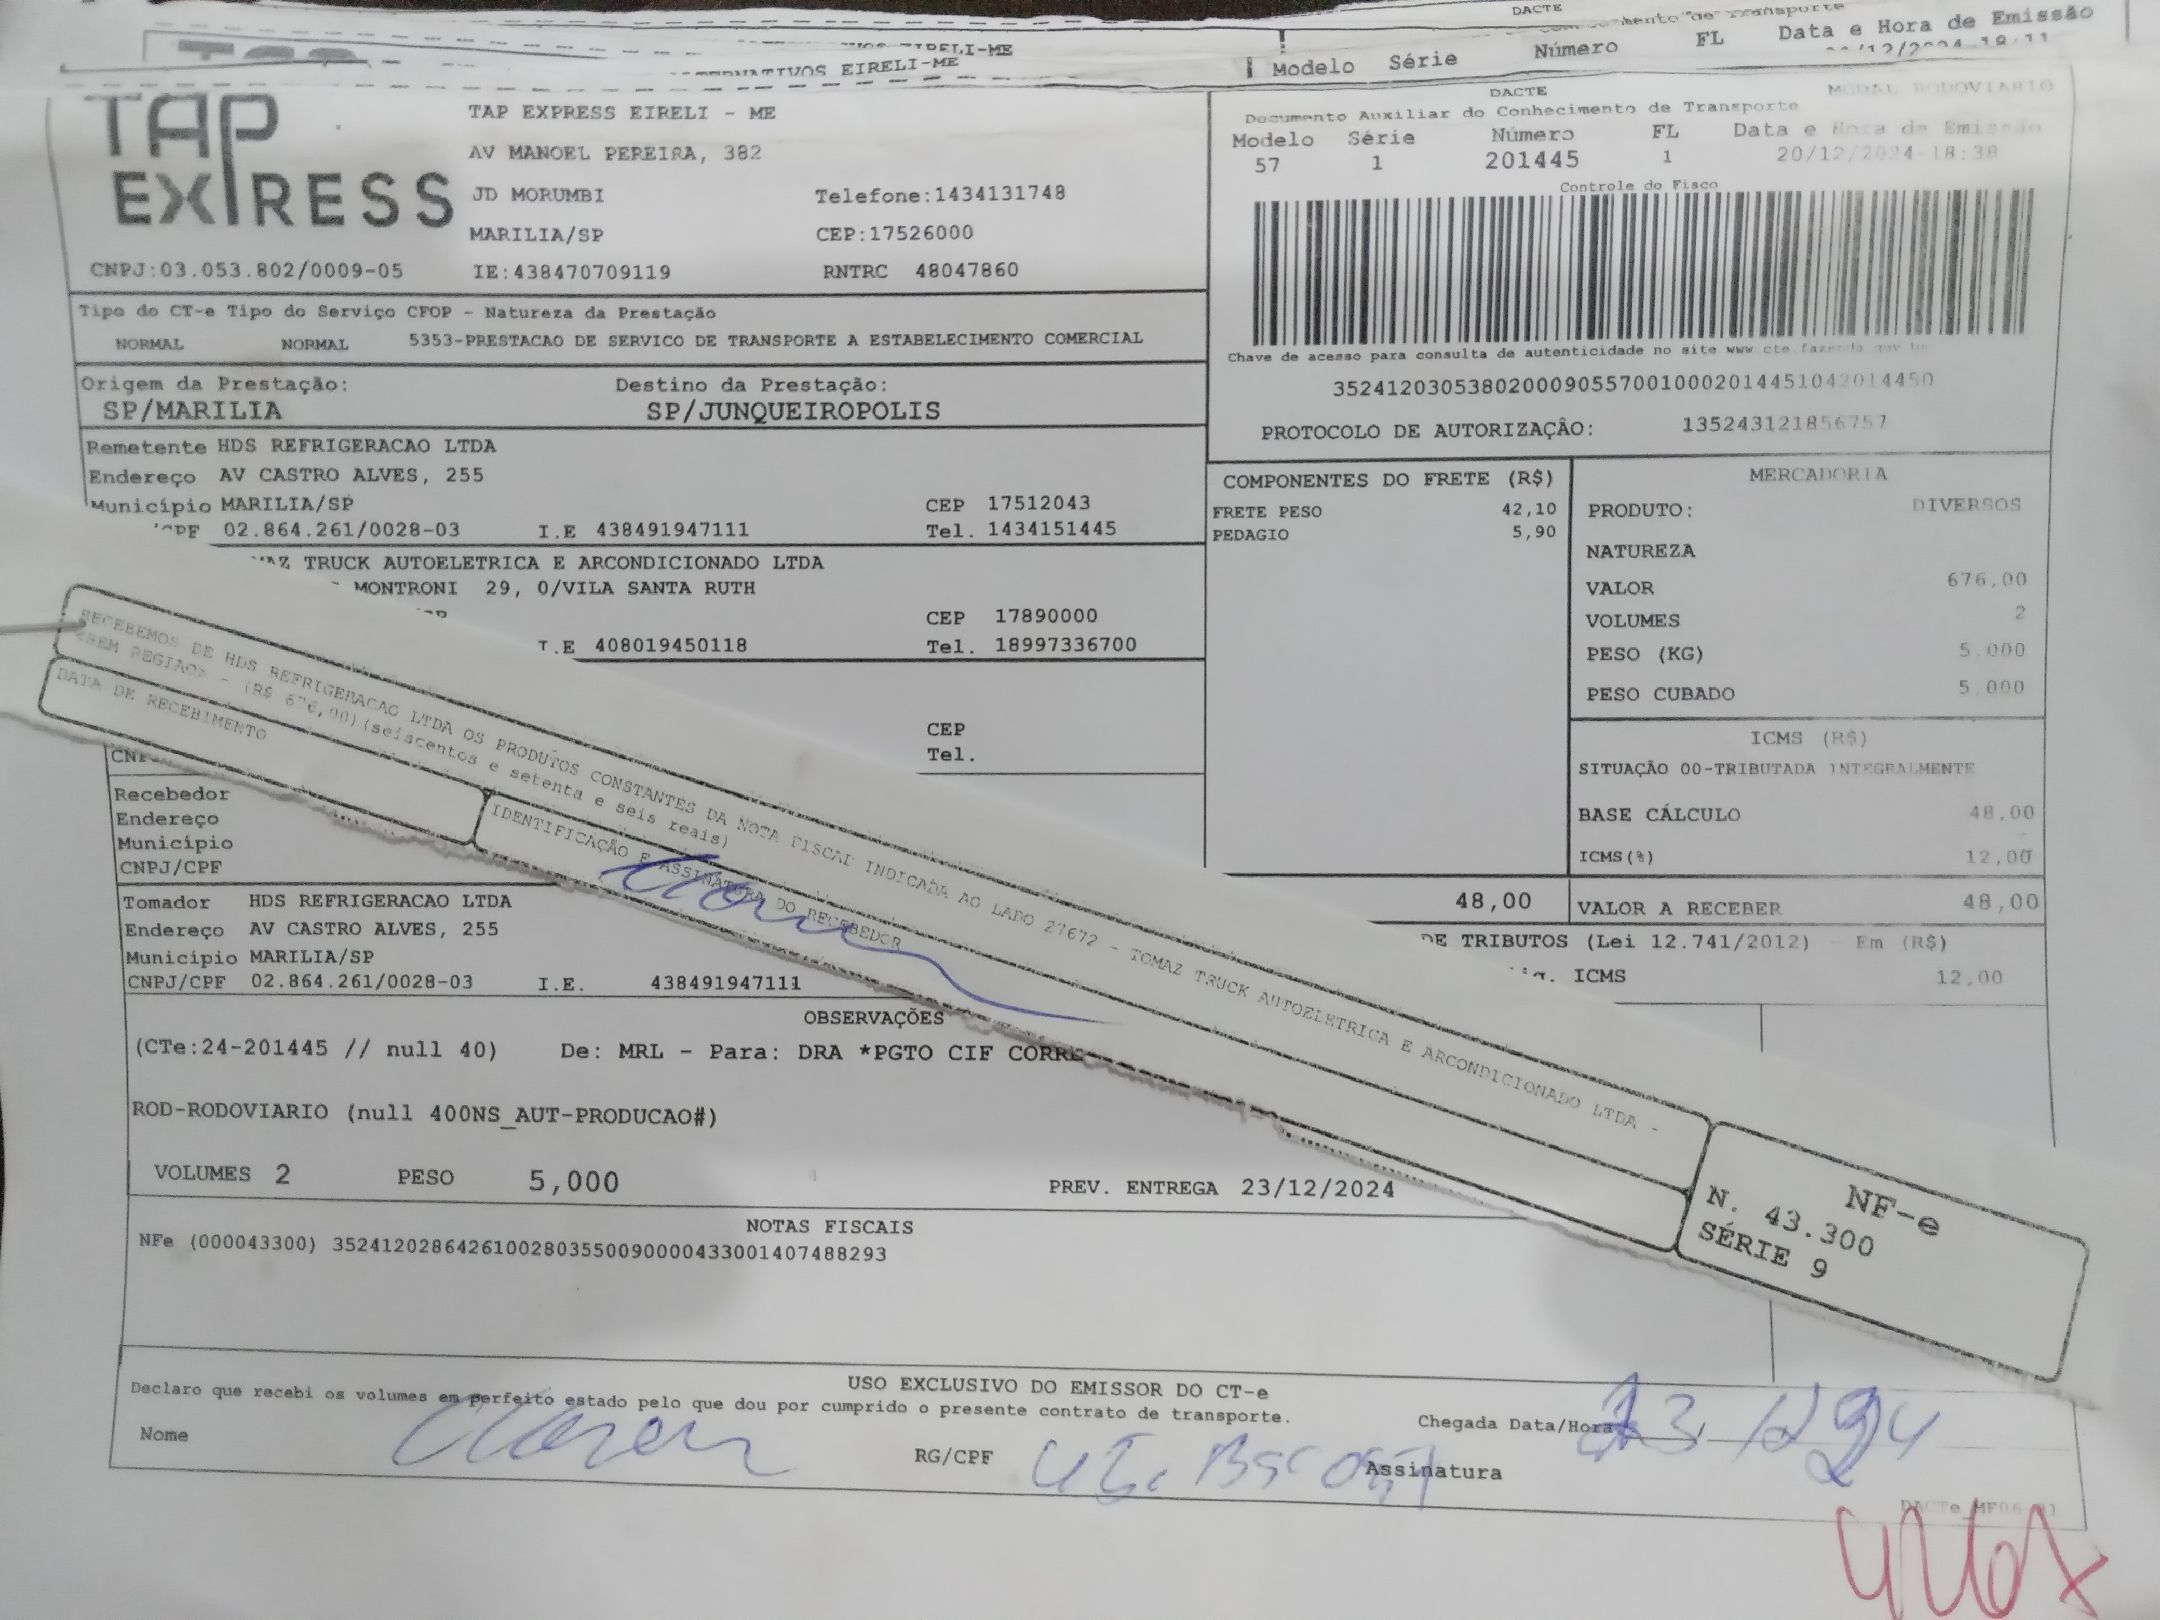 DACTE
EIRELI-ME
EIRELI-ME
Modelo Série Número FL Data e Hora de Emissão
TAP EXPRESS
TAP EXPRESS EIRELI - ME
AV MANOEL PEREIRA, 382
JD MORUMBI Telefone:1434131748
MARILIA/SP CEP:17526000
CNPJ:03.053.802/0009-05 IE:438470709119 RNTRC 48047860
DACTE MODAL RODOVIARIO
Documento Auxiliar do Conhecimento de Transporte
Modelo Série Número FL Data e Hora de Emissão
57 1 201445 1 20/12/2024-18:38
Controle do Fisco
Chave de acesso para consulta de autenticidade no site www.cte.fazenda.gov.br
35241203053802000905570010002014451042014450
PROTOCOLO DE AUTORIZAÇÃO: 135243121856757
Tipo do CT-e Tipo do Serviço CFOP - Natureza da Prestação
NORMAL NORMAL 5353-PRESTACAO DE SERVICO DE TRANSPORTE A ESTABELECIMENTO COMERCIAL
Origem da Prestação: Destino da Prestação:
SP/MARILIA SP/JUNQUEIROPOLIS
Remetente HDS REFRIGERACAO LTDA
Endereço AV CASTRO ALVES, 255
Município MARILIA/SP CEP 17512043
02.864.261/0028-03 I.E 438491947111 Tel. 1434151445
TRUCK AUTOELETRICA E ARCONDICIONADO LTDA
MONTRONI 29, 0/VILA SANTA RUTH
CEP 17890000
I.E 408019450118 Tel. 18997336700
CEP
Tel.
Recebedor
Endereço
Município
CNPJ/CPF
Tomador HDS REFRIGERACAO LTDA
Endereço AV CASTRO ALVES, 255
Município MARILIA/SP
CNPJ/CPF 02.864.261/0028-03 I.E. 438491947111
COMPONENTES DO FRETE (R$)
FRETE PESO 42,10
PEDAGIO 5,90
48,00
MERCADORIA
PRODUTO: DIVERSOS
NATUREZA
VALOR 676,00
VOLUMES 2
PESO (KG) 5,000
PESO CUBADO 5,000
ICMS (R$)
SITUAÇÃO 00-TRIBUTADA INTEGRALMENTE
BASE CÁLCULO 48,00
ICMS(%) 12,00
VALOR A RECEBER 48,00
DE TRIBUTOS (Lei 12.741/2012) - Em (R$)
ICMS 12,00
RECEBEMOS DE HDS REFRIGERACAO LTDA OS PRODUTOS CONSTANTES DA NOTA FISCAL INDICADA AO LADO 27672 - TOMAZ TRUCK AUTOELETRICA E ARCONDICIONADO LTDA -
<SEM REGIAO> - (R$ 676,00)(seiscentos e setenta e seis reais)
DATA DE RECEBIMENTO
IDENTIFICAÇÃO E ASSINATURA DO RECEBEDOR
NF-e
N. 43.300
SÉRIE 9
OBSERVAÇÕES
(CTe:24-201445 // null 40) De: MRL - Para: DRA *PGTO CIF CORRE
ROD-RODOVIARIO (null 400NS_AUT-PRODUCAO#)
VOLUMES 2 PESO 5,000 PREV. ENTREGA 23/12/2024
NOTAS FISCAIS
NFe (000043300) 35241202864261002803550090000433001407488293
USO EXCLUSIVO DO EMISSOR DO CT-e
Declaro que recebi os volumes em perfeito estado pelo que dou por cumprido o presente contrato de transporte.
Nome RG/CPF Assinatura
Chegada Data/Hora